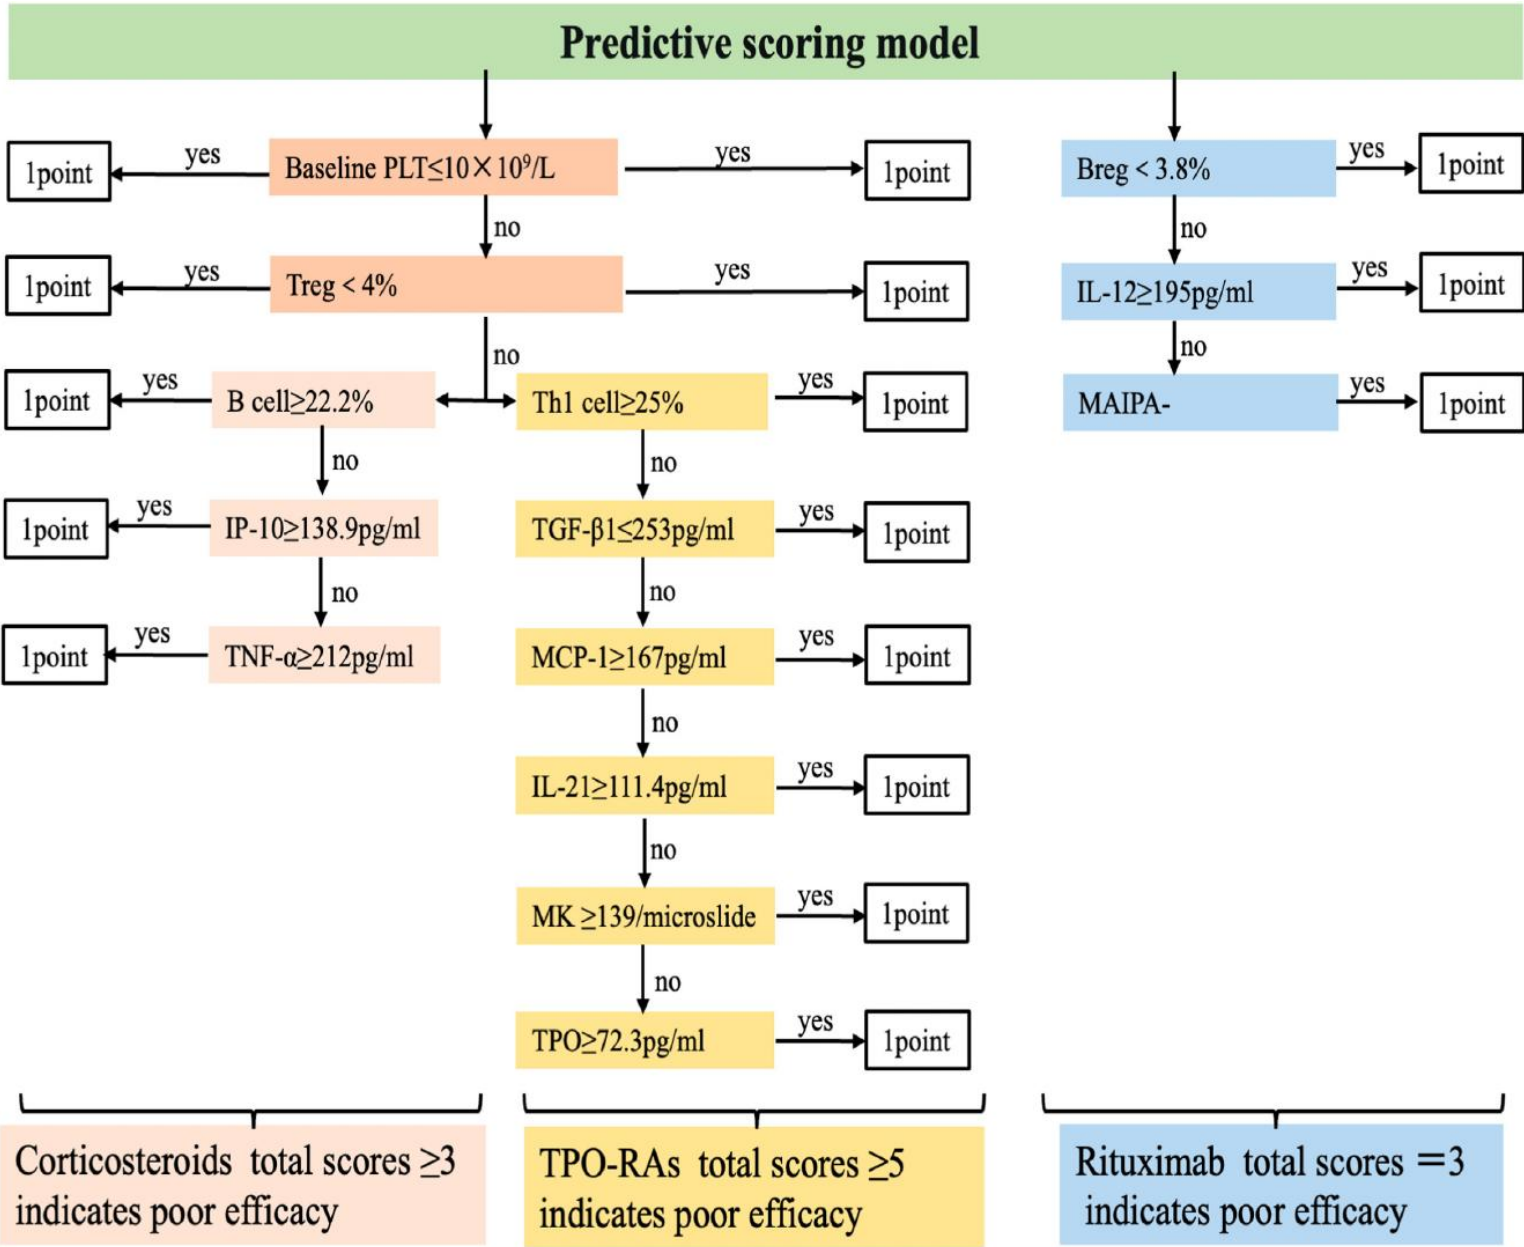 Predictive scoring model
1point
yes
Baseline PLT≤10×10⁹/L
yes
1point
no
1point
yes
Treg < 4%
yes
1point
no
1point
yes
B cell≥22.2%
no
1point
yes
IP-10≥138.9pg/ml
no
1point
yes
TNF-α≥212pg/ml
Th1 cell≥25%
yes
1point
no
TGF-β1≤253pg/ml
yes
1point
no
MCP-1≥167pg/ml
yes
1point
no
IL-21≥111.4pg/ml
yes
1point
no
MK ≥139/microslide
yes
1point
no
TPO≥72.3pg/ml
yes
1point
Breg < 3.8%
yes
1point
no
IL-12≥195pg/ml
yes
1point
no
MAIPA-
yes
1point
Corticosteroids total scores ≥3
indicates poor efficacy
TPO-RAs total scores ≥5
indicates poor efficacy
Rituximab total scores =3
indicates poor efficacy